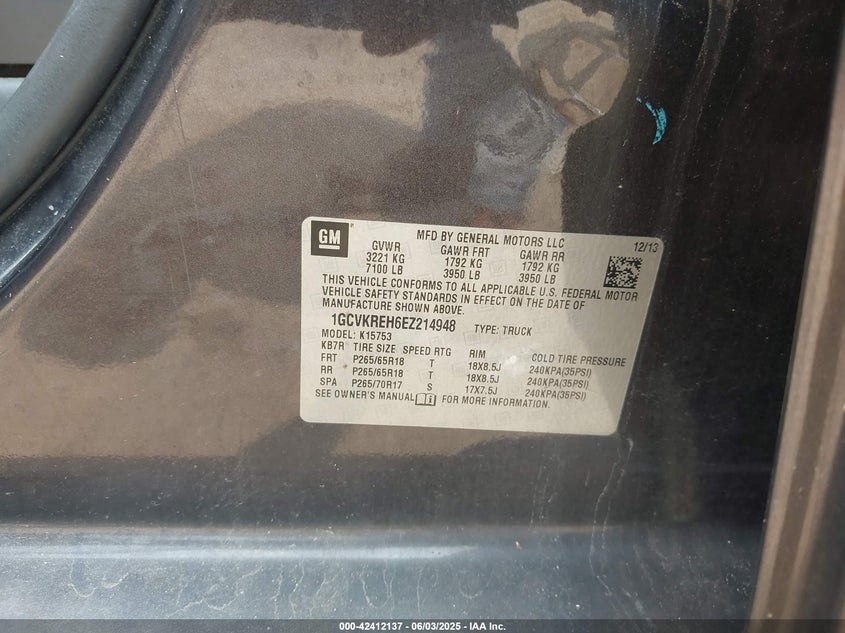 GM
MFD BY GENERAL MOTORS LLC 12/13
GVWR GAWR FRT GAWR RR
3221 KG 1792 KG 1792 KG
7100 LB 3950 LB 3950 LB
THIS VEHICLE CONFORMS TO ALL APPLICABLE U.S. FEDERAL MOTOR
VEHICLE SAFETY STANDARDS IN EFFECT ON THE DATE OF
MANUFACTURE SHOWN ABOVE.
1GCVKREH6EZ214948 TYPE: TRUCK
MODEL: K15753
KB7R TIRE SIZE SPEED RTG RIM COLD TIRE PRESSURE
FRT P265/65R18 T 18X8.5J 240KPA(35PSI)
RR P265/65R18 T 18X8.5J 240KPA(35PSI)
SPA P265/70R17 S 17X7.5J 240KPA(35PSI)
SEE OWNER'S MANUAL FOR MORE INFORMATION.
000-42412137 - 06/03/2025 - IAA Inc.